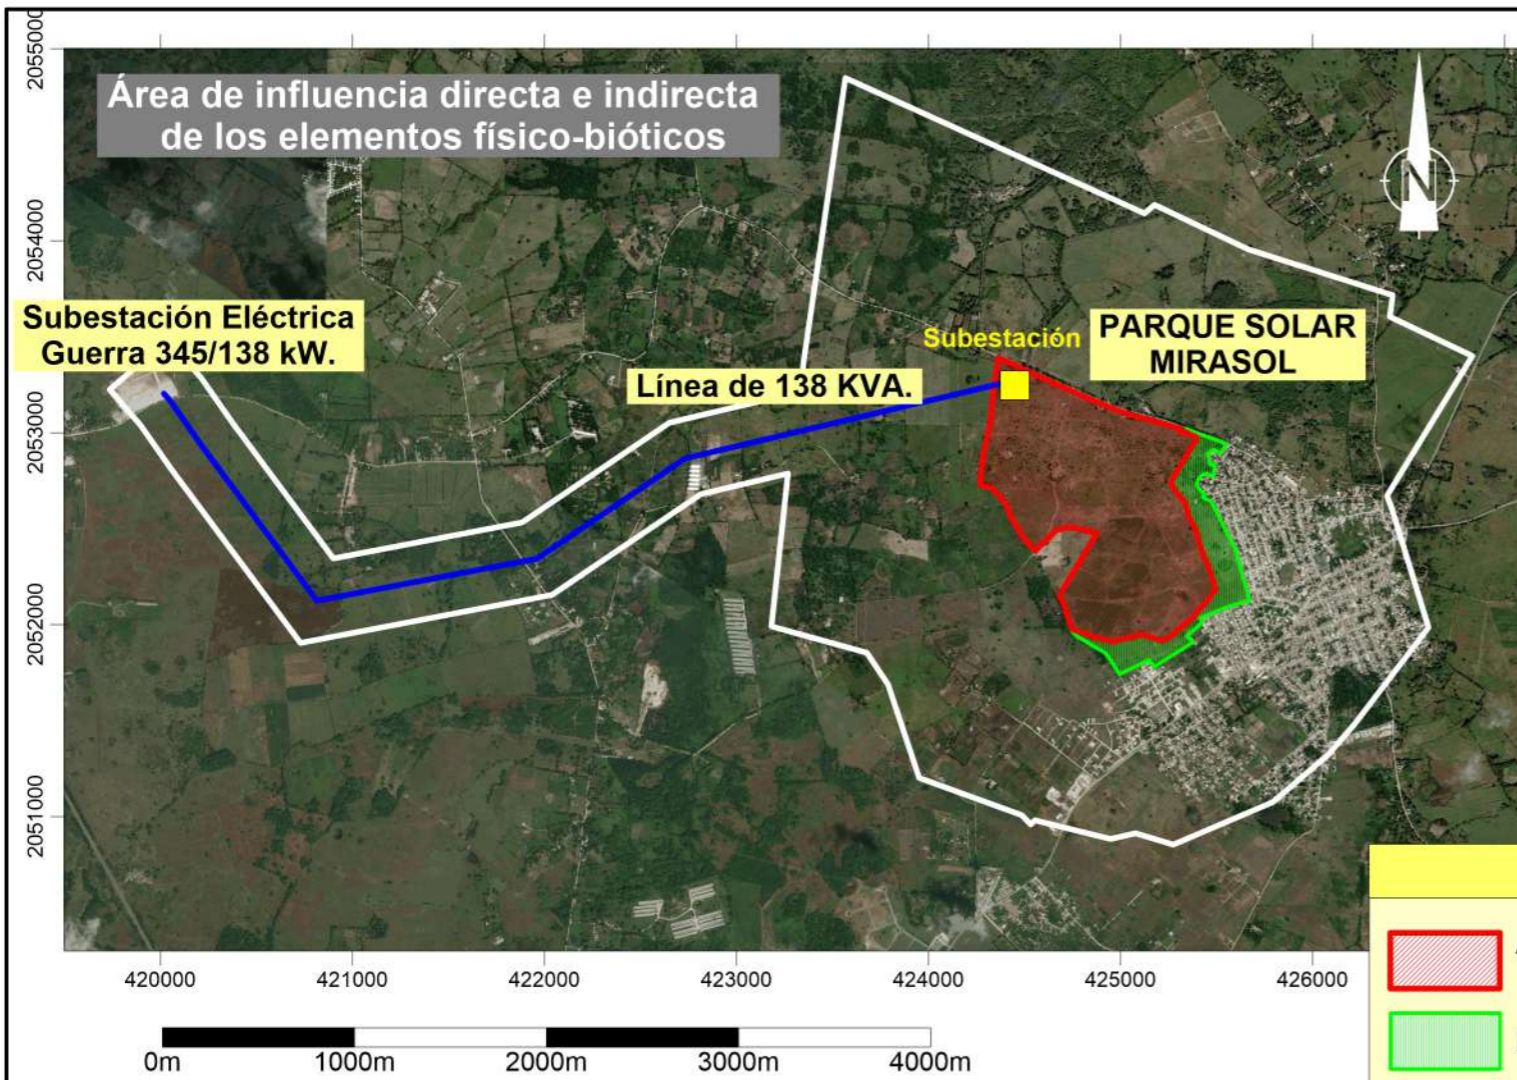 Área de influencia directa e indirecta
de los elementos físico-bióticos
N
Subestación Eléctrica
Guerra 345/138 kW.
Línea de 138 KVA.
Subestación
PARQUE SOLAR
MIRASOL
2055000
2054000
2053000
2052000
2051000
420000
421000
422000
423000
424000
425000
426000
0m
1000m
2000m
3000m
4000m